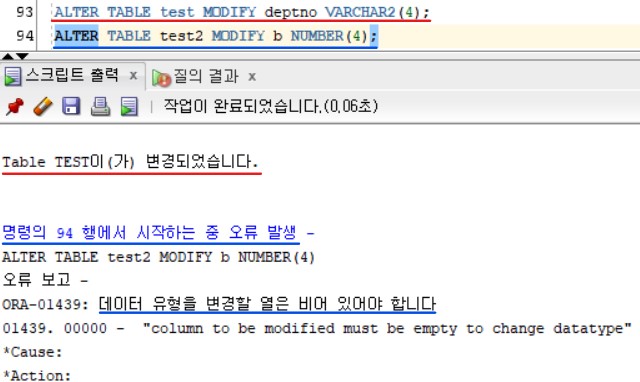 93 ALTER TABLE test MODIFY deptno VARCHAR2(4);
94 ALTER TABLE test2 MODIFY b NUMBER(4);
스크립트 출력 x 질의 결과 x
작업이 완료되었습니다.(0.06초)
Table TEST이(가) 변경되었습니다.
명령의 94 행에서 시작하는 중 오류 발생 -
ALTER TABLE test2 MODIFY b NUMBER(4)
오류 보고 -
ORA-01439: 데이터 유형을 변경할 열은 비어 있어야 합니다
01439. 00000 - "column to be modified must be empty to change datatype"
*Cause:
*Action: